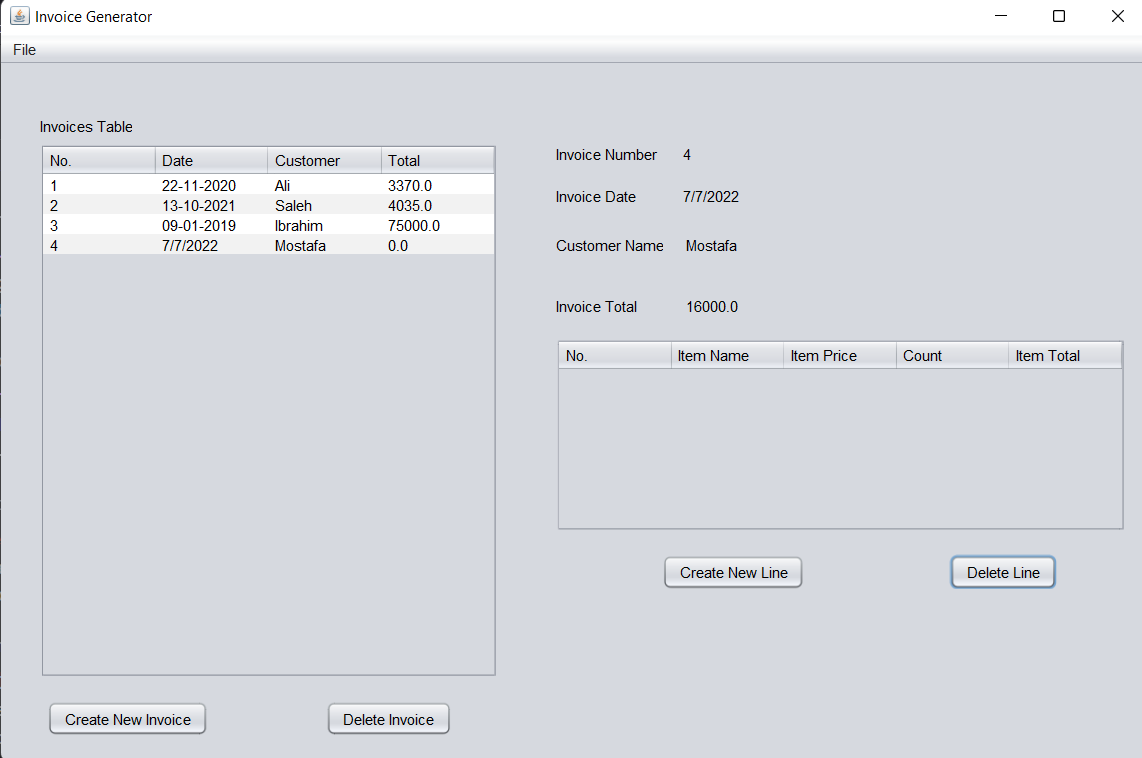 Invoice Generator
File
Invoices Table
No. Date Customer Total
1 22-11-2020 Ali 3370.0
2 13-10-2021 Saleh 4035.0
3 09-01-2019 Ibrahim 75000.0
4 7/7/2022 Mostafa 0.0
Create New Invoice Delete Invoice
Invoice Number 4
Invoice Date 7/7/2022
Customer Name Mostafa
Invoice Total 16000.0
No. Item Name Item Price Count Item Total
Create New Line Delete Line